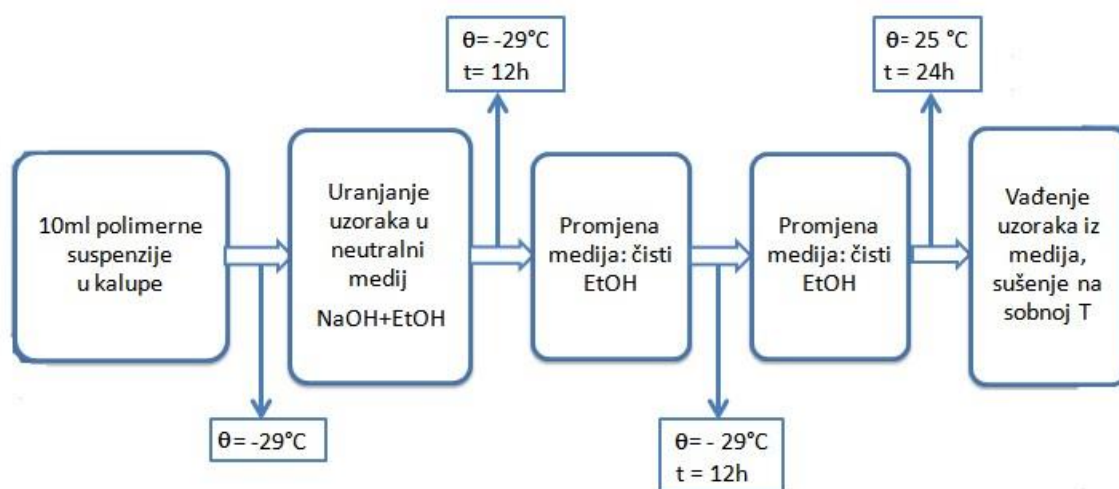 θ= -29°C
t= 12h
θ= 25 °C
t = 24h
10ml polimerne
suspenzije
u kalupe
Uranjanje
uzoraka u
neutralni
medij
NaOH+EtOH
Promjena
medija: čisti
EtOH
Promjena
medija: čisti
EtOH
Vađenje
uzoraka iz
medija,
sušenje na
sobnoj T
θ= -29°C
θ= - 29°C
t = 12h